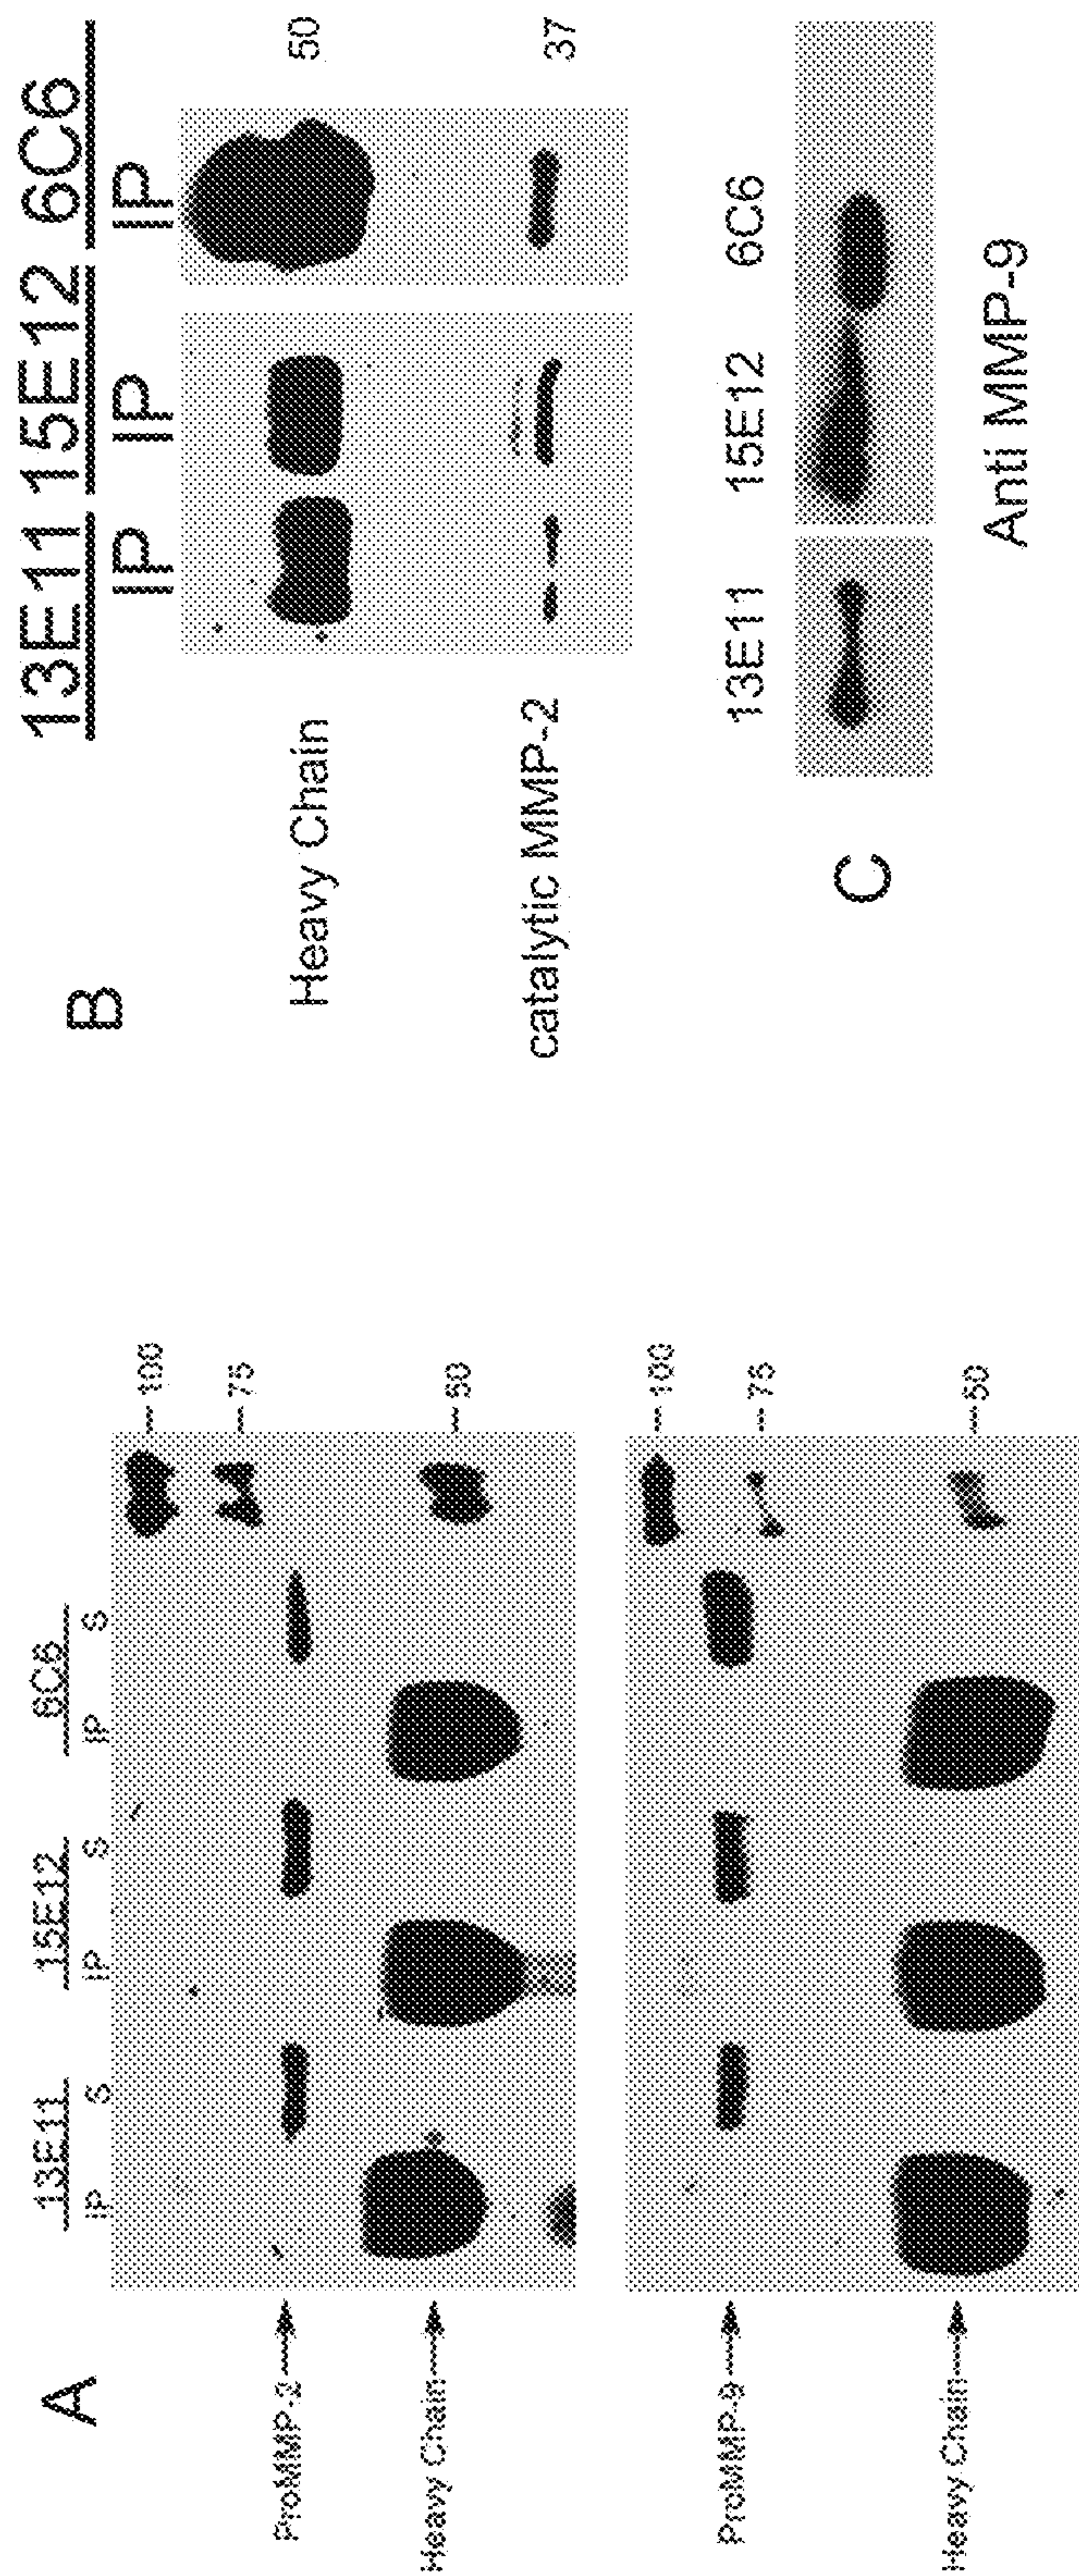 A
13E11 15E12 6C6
IP S IP S IP S
ProMMP-2
Heavy Chain
100
75
50
ProMMP-9
Heavy Chain
100
75
50
B
13E11 15E12 6C6
IP IP IP
Heavy Chain 50
catalytic MMP-2 37
C
13E11 15E12 6C6
Anti MMP-9